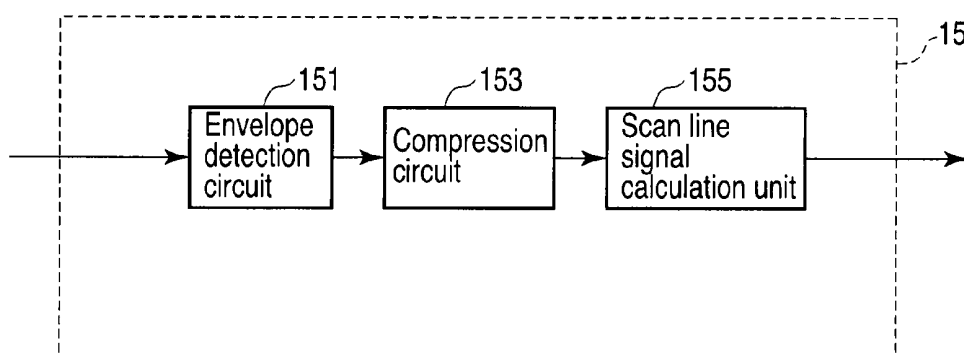 15
151
153
155
Envelope
detection
circuit
Compression
circuit
Scan line
signal
calculation unit